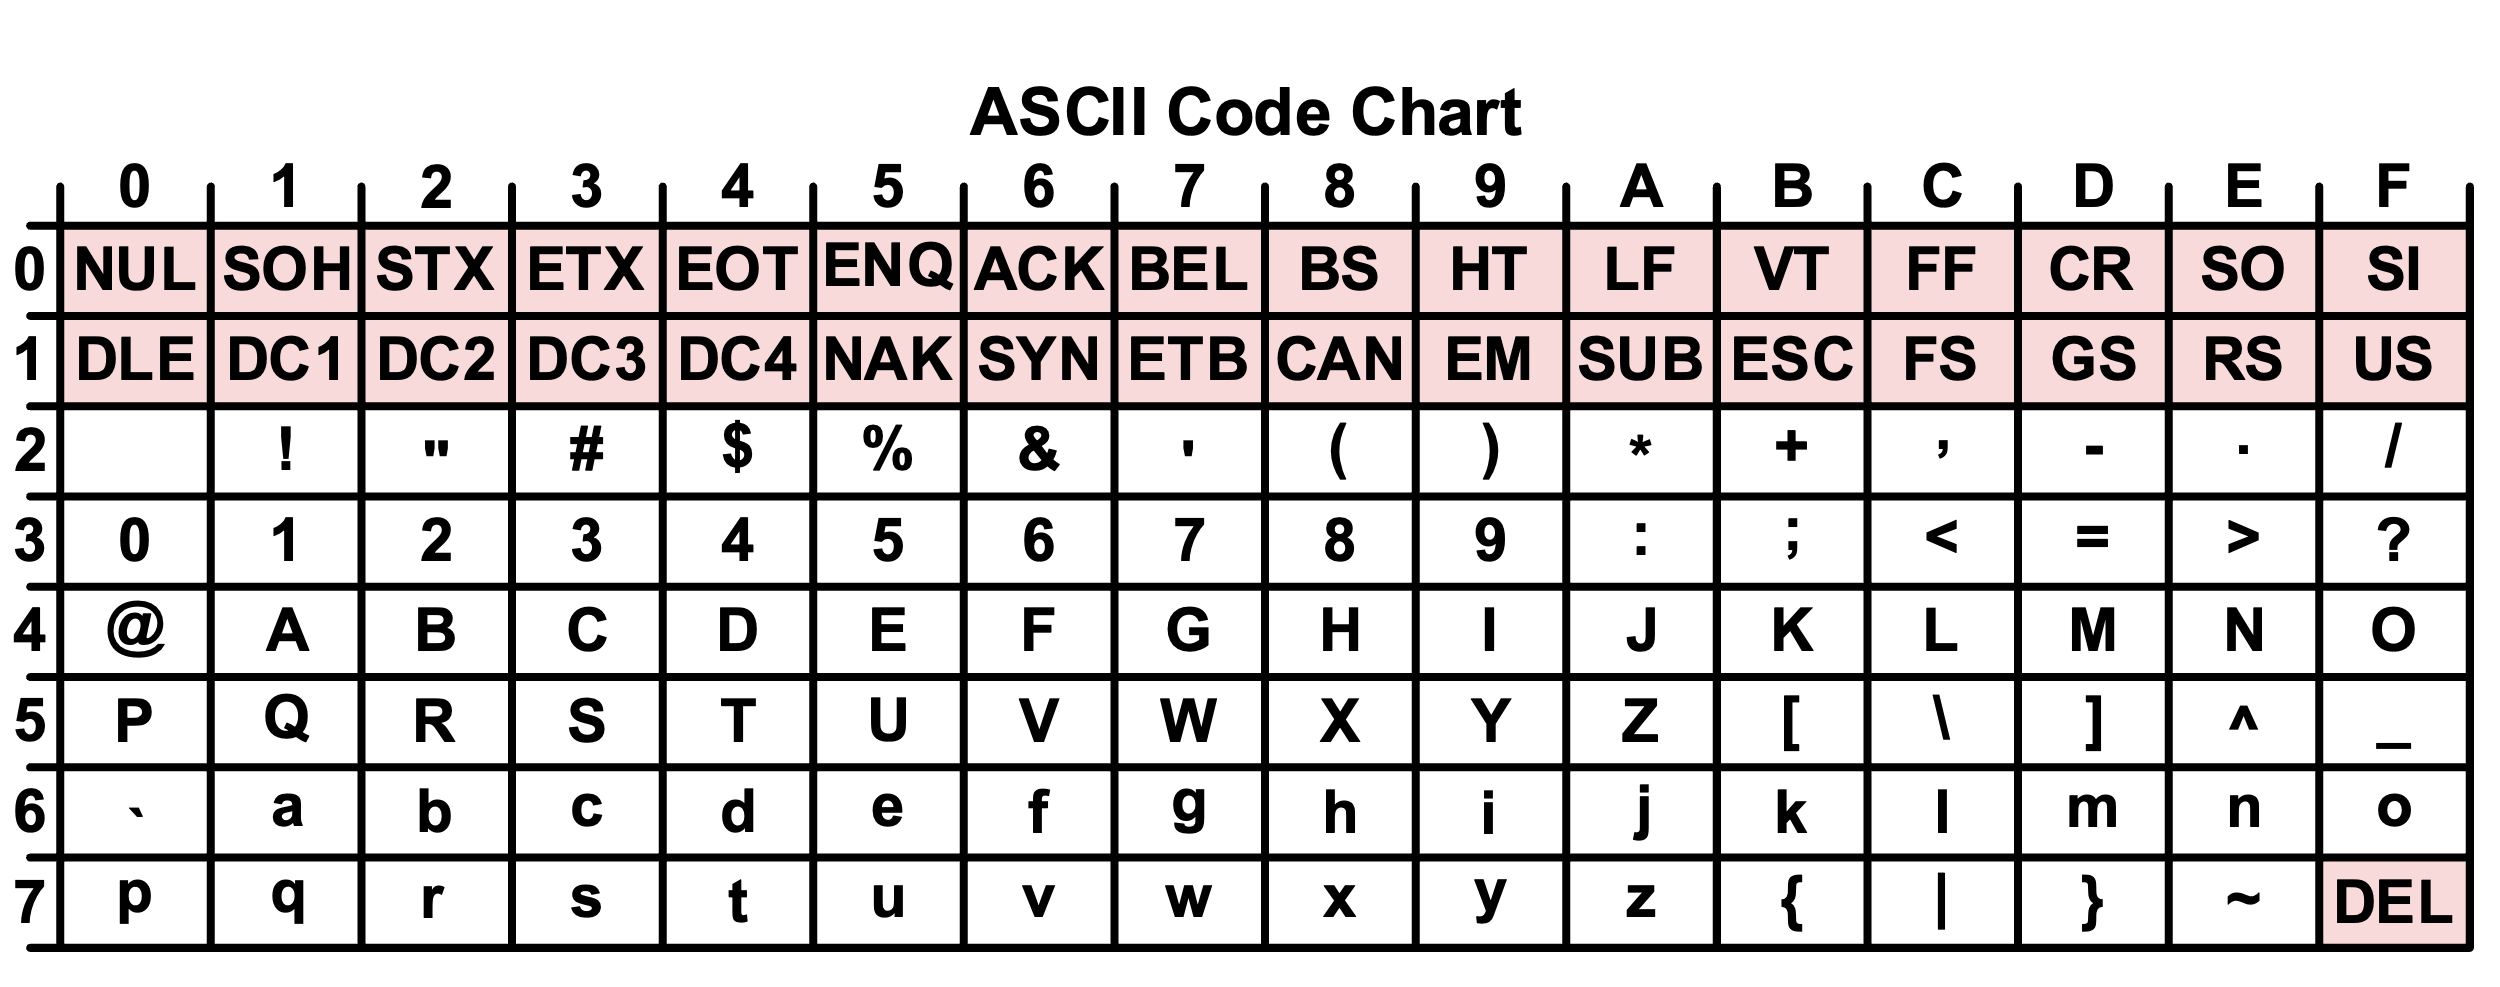 ASCII Code Chart
0 1 2 3 4 5 6 7 8 9 A B C D E F
0 NUL SOH STX ETX EOT ENQ ACK BEL BS HT LF VT FF CR SO SI
1 DLE DC1 DC2 DC3 DC4 NAK SYN ETB CAN EM SUB ESC FS GS RS US
2 ! " # $ % & ' ( ) * + , - . /
3 0 1 2 3 4 5 6 7 8 9 : ; < = > ?
4 @ A B C D E F G H I J K L M N O
5 P Q R S T U V W X Y Z [ \ ] ^ _
6 ` a b c d e f g h i j k l m n o
7 p q r s t u v w x y z { | } ~ DEL